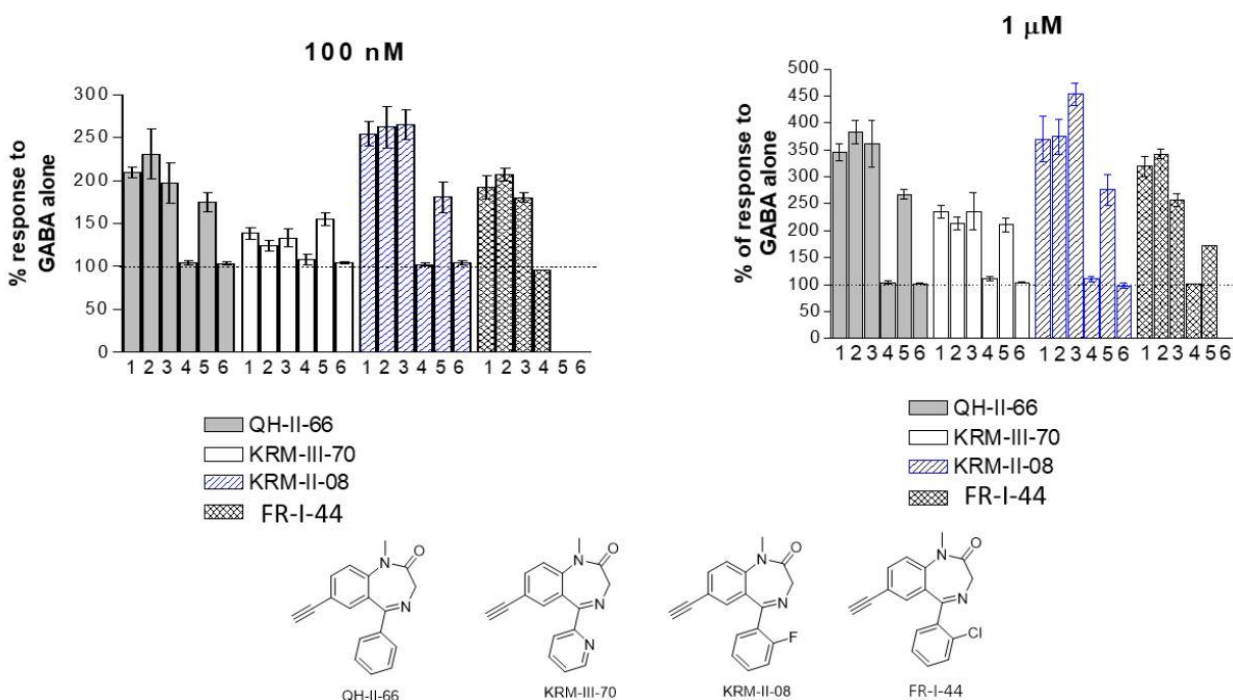 100 nM
% response to
GABA alone
300
250
200
150
100
50
0
1 2 3 4 5 6 1 2 3 4 5 6 1 2 3 4 5 6 1 2 3 4 5 6
QH-II-66
KRM-III-70
KRM-II-08
FR-I-44
1 µM
% of response to
GABA alone
500
450
400
350
300
250
200
150
100
50
0
1 2 3 4 5 6 1 2 3 4 5 6 1 2 3 4 5 6 1 2 3 4 5 6
QH-II-66
KRM-III-70
KRM-II-08
FR-I-44
N O
N
QH-II-66
N O
N
N
KRM-III-70
N O
N
F
KRM-II-08
N O
N
Cl
FR-I-44